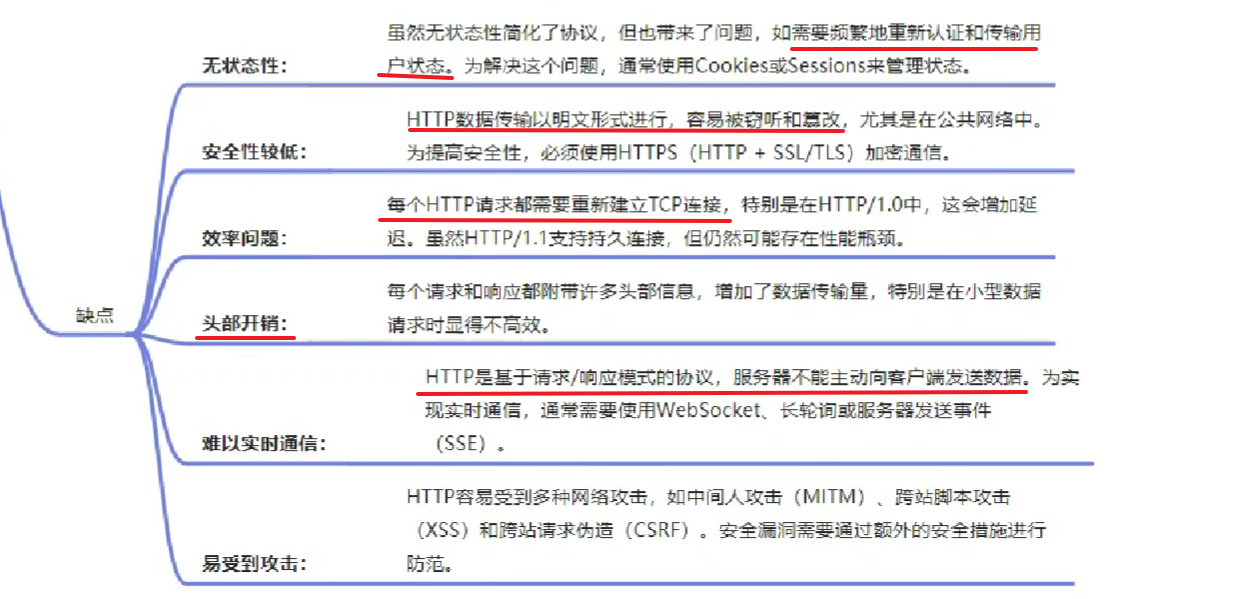 虽然无状态性简化了协议，但也带来了问题，如需要频繁地重新认证和传输用
无状态性：
户状态。为解决这个问题，通常使用Cookies或Sessions来管理状态。
HTTP数据传输以明文形式进行，容易被窃听和篡改，尤其是在公共网络中。
安全性较低：
为提高安全性，必须使用HTTPS（HTTP + SSL/TLS）加密通信。
每个HTTP请求都需要重新建立TCP连接，特别是在HTTP/1.0中，这会增加延
效率问题：
迟。虽然HTTP/1.1支持持久连接，但仍然可能存在性能瓶颈。
每个请求和响应都附带许多头部信息，增加了数据传输量，特别是在小型数据
缺点
头部开销：
请求时显得不高效。
HTTP是基于请求/响应模式的协议，服务器不能主动向客户端发送数据。为实
现实时通信，通常需要使用WebSocket、长轮询或服务器发送事件
难以实时通信：
（SSE）。
HTTP容易受到多种网络攻击，如中间人攻击（MITM）、跨站脚本攻击
（XSS）和跨站请求伪造（CSRF）。安全漏洞需要通过额外的安全措施进行
易受到攻击：
防范。